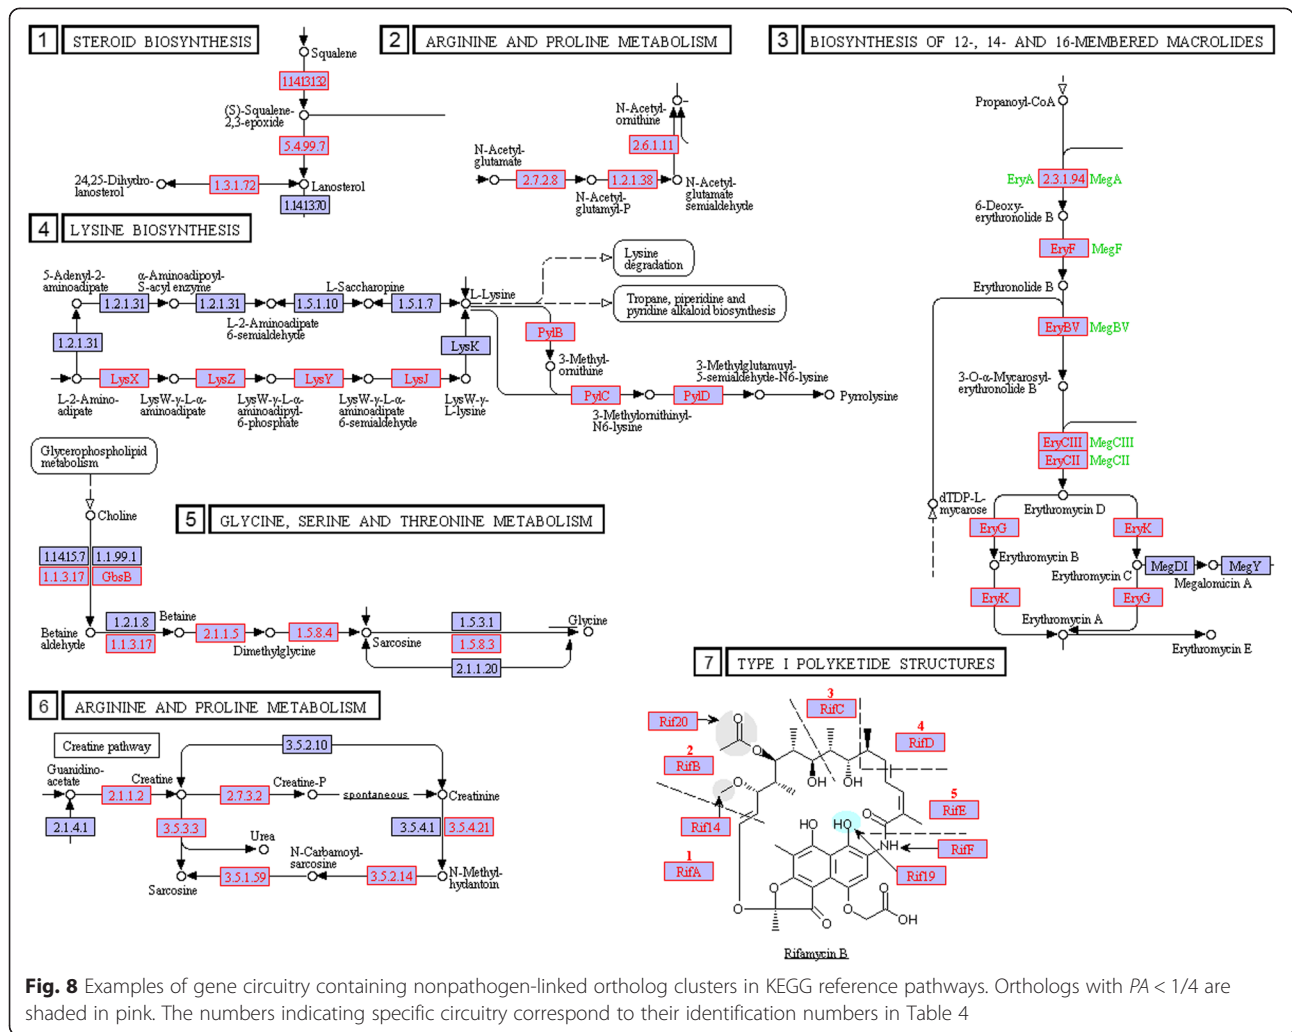 1 STEROID BIOSYNTHESIS
Squalene
1.14.13.132
(S)-Squalene-
2,3-epoxide
5.4.99.7
24,25-Dihydro-
lanosterol
1.3.1.72
Lanosterol
1.14.13.70
2 ARGININE AND PROLINE METABOLISM
N-Acetyl-
ornithine
2.6.1.11
N-Acetyl-
glutamate
2.7.2.8
1.2.1.38
N-Acetyl-
glutamyl-P
N-Acetyl-
glutamate
semialdehyde
3 BIOSYNTHESIS OF 12-, 14- AND 16-MEMBERED MACROLIDES
Propanoyl-CoA
EryA 2.3.1.94 MegA
6-Deoxy-
erythronolide B
EryF MegF
Erythronolide B
EryBV MegBV
3-O-α-Mycarosyl-
erythronolide B
EryCIII MegCIII
EryCII MegCII
dTDP-L-
mycarose
Erythromycin D
EryG EryK
Erythromycin B
Erythromycin C
MegDI MegY
Megalomicin A
EryK EryG
Erythromycin A
Erythromycin E
4 LYSINE BIOSYNTHESIS
5-Adenyl-2-
aminoadipate
α-Aminoadipoyl-
S-acyl enzyme
L-Saccharopine
L-Lysine
1.2.1.31 1.2.1.31 1.5.1.10 1.5.1.7
L-2-Aminoadipate
6-semialdehyde
1.2.1.31
LysK
LysX LysZ LysY LysJ
L-2-Amino-
adipate
LysW-γ-L-α-
aminoadipate
LysW-γ-L-α-
aminoadipyl-
6-phosphate
LysW-γ-L-α-
aminoadipate
6-semialdehyde
LysW-γ-
L-lysine
Lysine
degradation
Tropane, piperidine and
pyridine alkaloid biosynthesis
PylB
3-Methyl-
ornithine
PylC
3-Methylornithinyl-
N6-lysine
PylD
3-Methylglutamuyl-
5-semialdehyde-N6-lysine
Pyrrolysine
Glycerophospholipid
metabolism
Choline
5 GLYCINE, SERINE AND THREONINE METABOLISM
1.14.15.7 1.1.99.1
1.1.3.17 GbsB
Betaine
aldehyde
1.2.1.8
1.1.3.17
Betaine
2.1.1.5
Dimethylglycine
1.5.8.4
Sarcosine
1.5.3.1
1.5.8.3
2.1.1.20
Glycine
6 ARGININE AND PROLINE METABOLISM
Creatine pathway
3.5.2.10
Guanidino-
acetate
2.1.1.2
Creatine
2.7.3.2
Creatine-P
spontaneous
Creatinine
2.1.4.1
3.5.3.3
Urea
3.5.4.1 3.5.4.21
Sarcosine
3.5.1.59
N-Carbamoyl-
sarcosine
3.5.2.14
N-Methyl-
hydantoin
7 TYPE I POLYKETIDE STRUCTURES
3
RifC
Rif20
O
4
RifD
2
RifB
O
O
OH OH
5
RifE
Rif14
O
OH
HO
NH
RifF
1
RifA
Rif19
O
O
O
O
O
OH
Rifamycin B
Fig. 8 Examples of gene circuitry containing nonpathogen-linked ortholog clusters in KEGG reference pathways. Orthologs with PA < 1/4 are
shaded in pink. The numbers indicating specific circuitry correspond to their identification numbers in Table 4